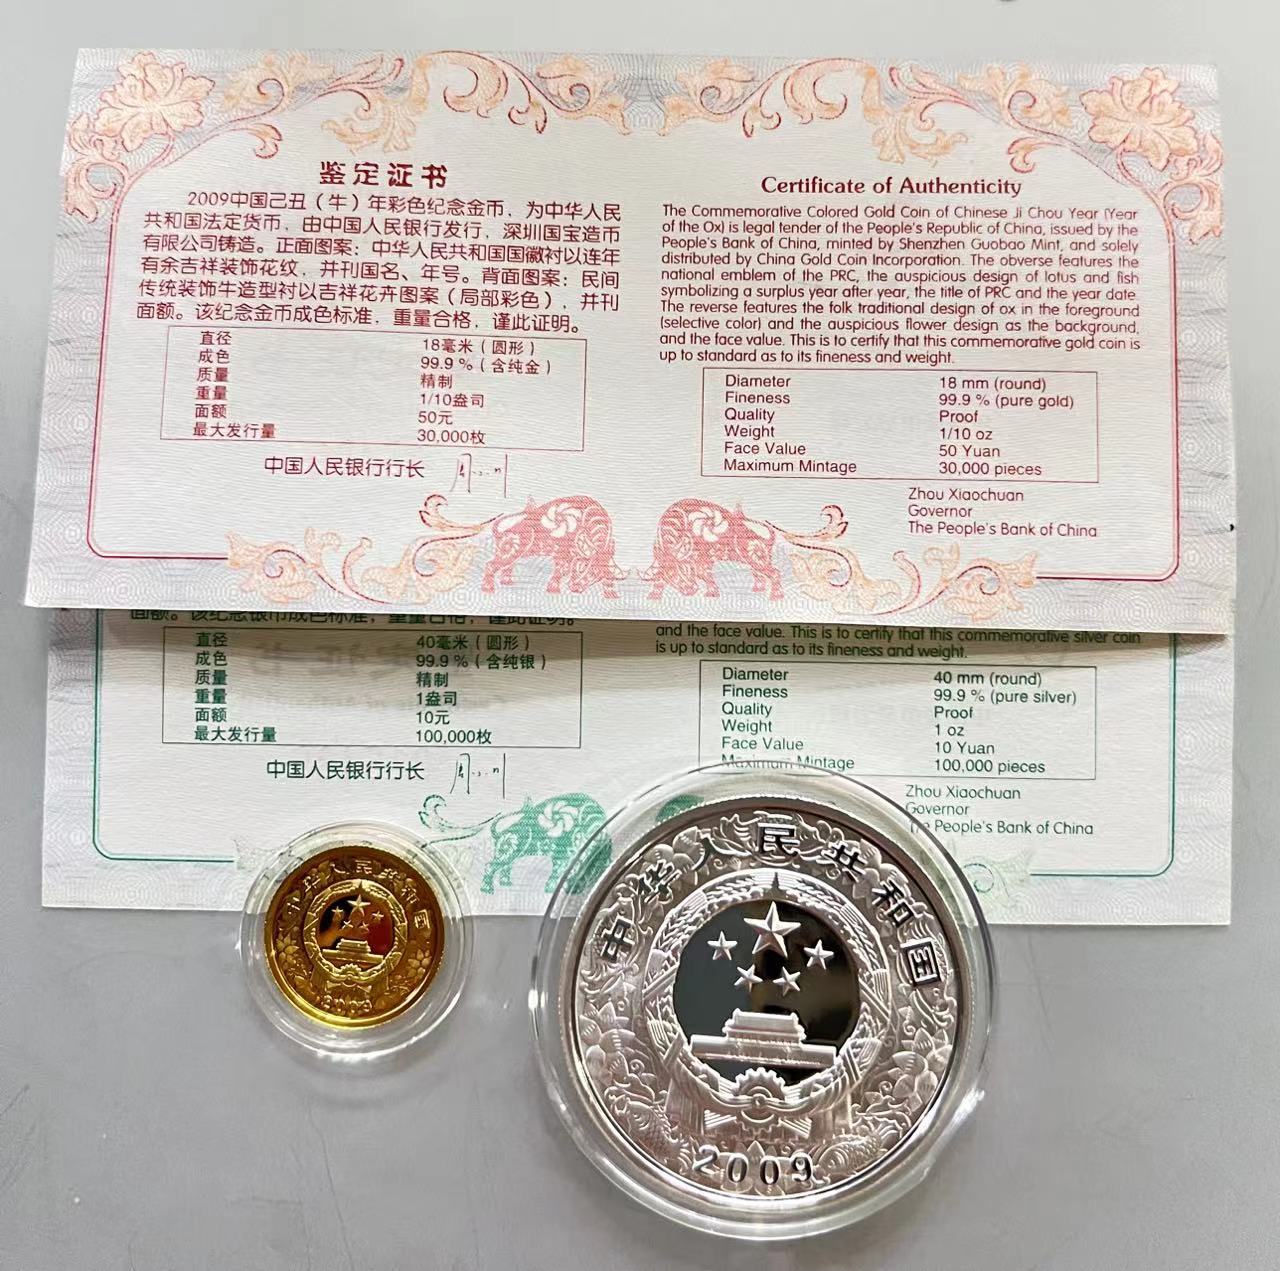 鉴定证书
2009中国己丑（牛）年彩色纪念金币，为中华人民
共和国法定货币，由中国人民银行发行，深圳国宝造币
有限公司铸造。正面图案：中华人民共和国国徽衬以连年
有余吉祥装饰花纹，并刊国名、年号。背面图案：民间
传统装饰牛造型衬以吉祥花卉图案（局部彩色），并刊
面额。该纪念金币成色标准，重量合格，谨此证明。
直径 18毫米（圆形）
成色 99.9％（含纯金）
质量 精制
重量 1/10盎司
面额 50元
最大发行量 30,000枚
中国人民银行行长
Certificate of Authenticity
The Commemorative Colored Gold Coin of Chinese Ji Chou Year (Year
of the Ox) is legal tender of the People's Republic of China, issued by the
People's Bank of China, minted by Shenzhen Guobao Mint, and solely
distributed by China Gold Coin Incorporation. The obverse features the
national emblem of the PRC, the auspicious design of lotus and fish
symbolizing a surplus year after year, the title of PRC and the year date.
The reverse features the folk traditional design of ox in the foreground
(selective color) and the auspicious flower design as the background,
and the face value. This is to certify that this commemorative gold coin is
up to standard as to its fineness and weight.
Diameter 18 mm (round)
Fineness 99.9 % (pure gold)
Quality Proof
Weight 1/10 oz
Face Value 50 Yuan
Maximum Mintage 30,000 pieces
Zhou Xiaochuan
Governor
The People's Bank of China
面额。该纪念银币成色标准，重量合格，谨此证明。
直径 40毫米（圆形）
成色 99.9％（含纯银）
质量 精制
重量 1盎司
面额 10元
最大发行量 100,000枚
中国人民银行行长
and the face value. This is to certify that this commemorative silver coin
is up to standard as to its fineness and weight.
Diameter 40 mm (round)
Fineness 99.9 % (pure silver)
Quality Proof
Weight 1 oz
Face Value 10 Yuan
Maximum Mintage 100,000 pieces
Zhou Xiaochuan
Governor
The People's Bank of China
中华人民共和国
2009
中华人民共和国
2009